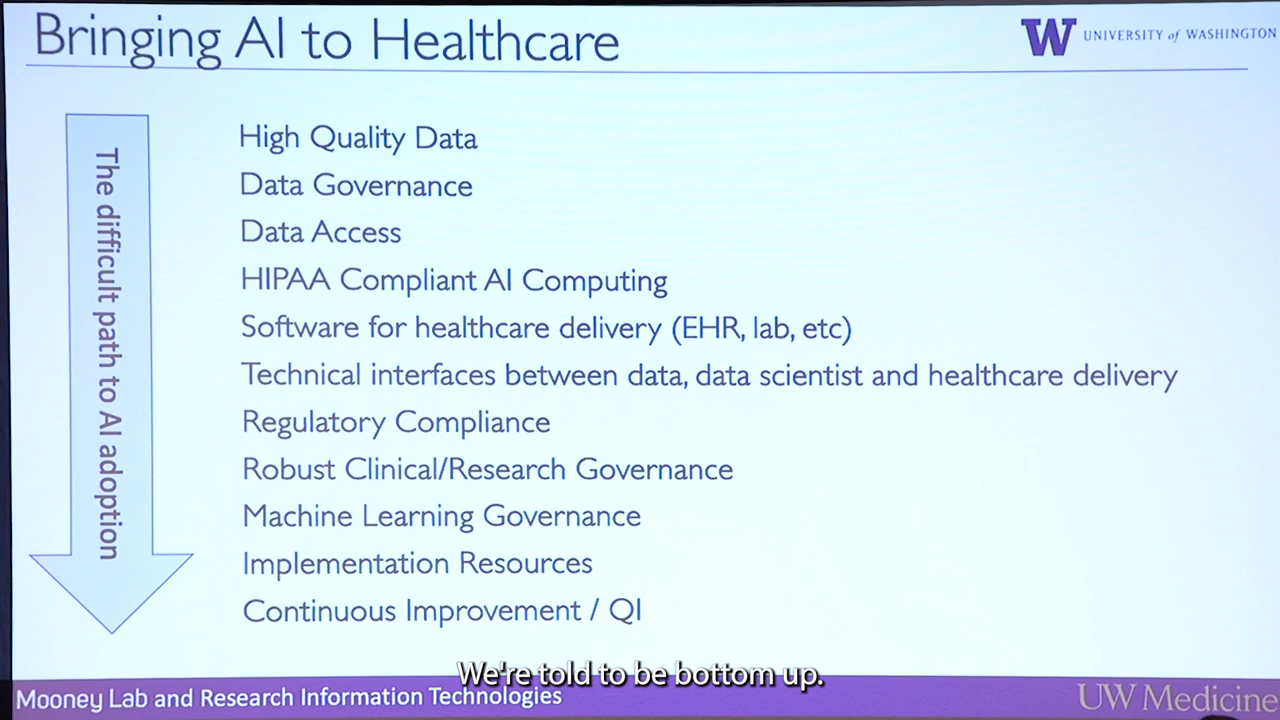 Bringing AI to Healthcare
W UNIVERSITY of WASHINGTON
The difficult path to AI adoption
High Quality Data
Data Governance
Data Access
HIPAA Compliant AI Computing
Software for healthcare delivery (EHR, lab, etc)
Technical interfaces between data, data scientist and healthcare delivery
Regulatory Compliance
Robust Clinical/Research Governance
Machine Learning Governance
Implementation Resources
Continuous Improvement / QI
We're told to be bottom up.
Mooney Lab and Research Information Technologies
UW Medicine